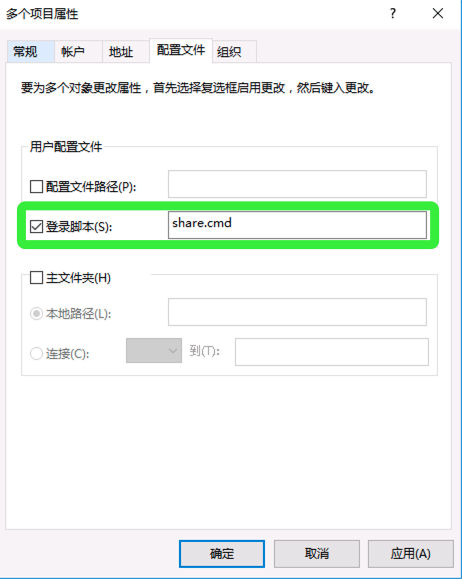 多个项目属性
常规 帐户 地址 配置文件 组织
要为多个对象更改属性，首先选择复选框启用更改，然后键入更改。
用户配置文件
配置文件路径(P):
登录脚本(S): share.cmd
主文件夹(H)
本地路径(L):
连接(C): 到(T):
确定 取消 应用(A)